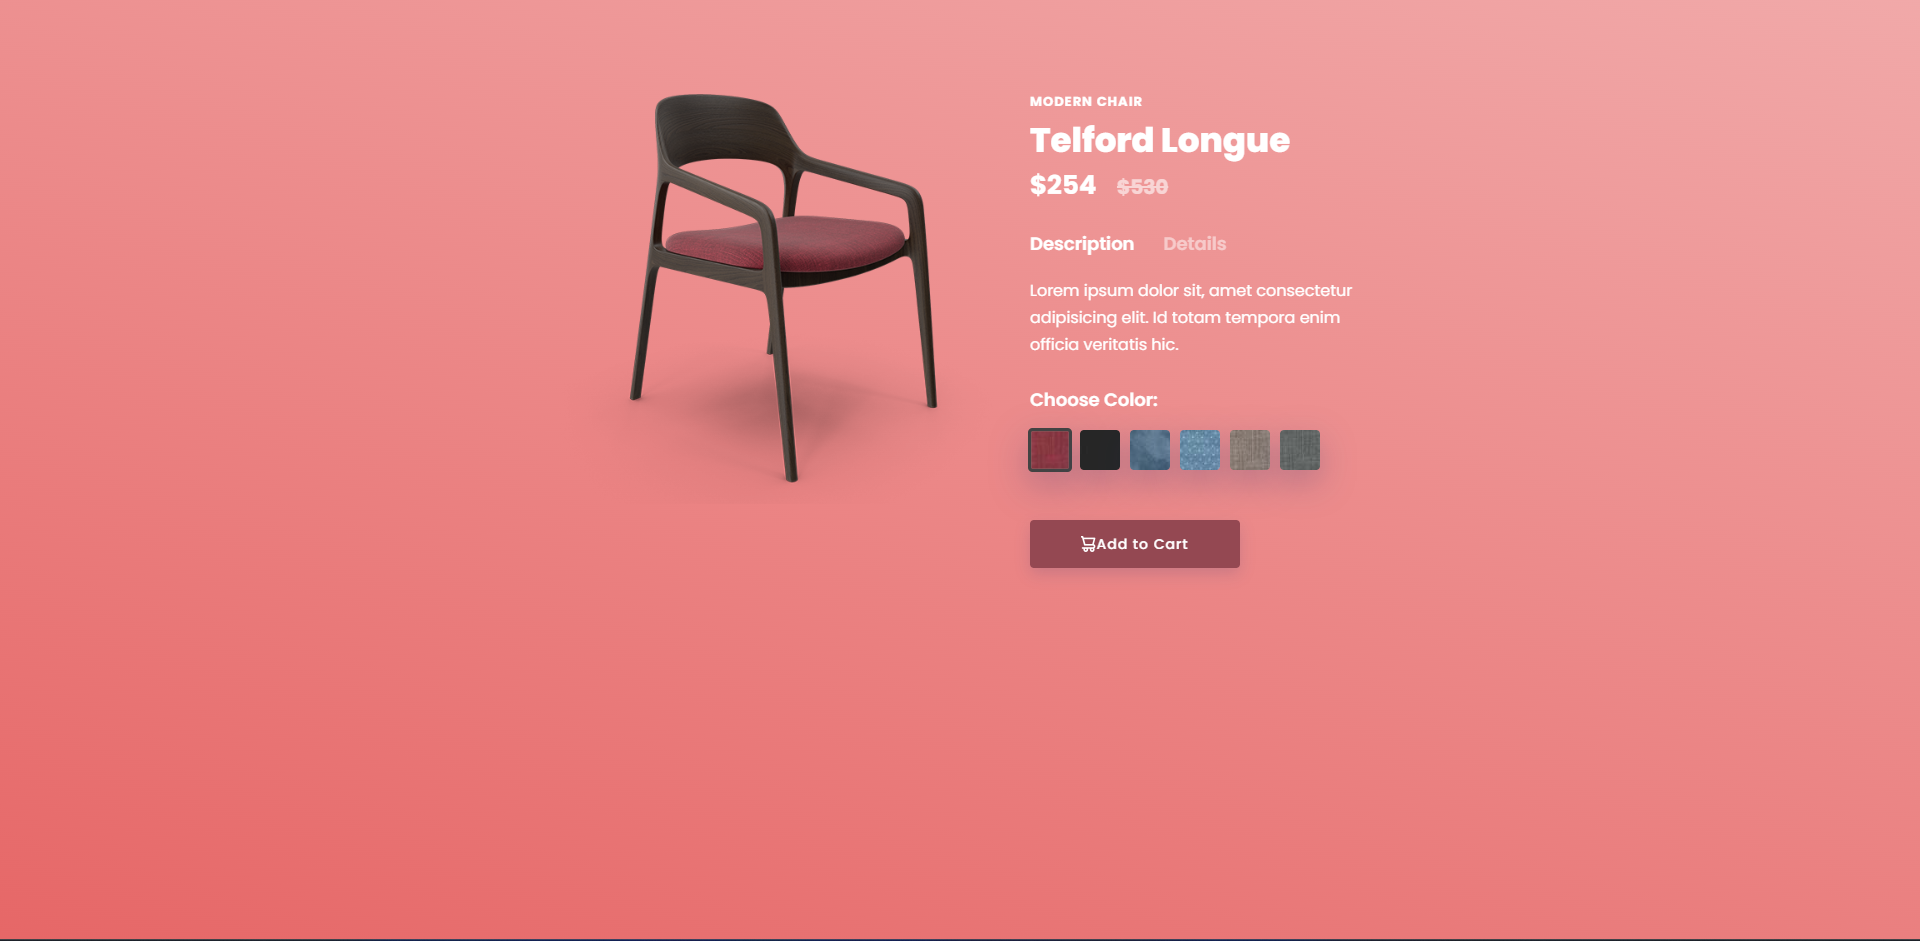 MODERN CHAIR
Telford Longue
$254 $530
Description Details
Lorem ipsum dolor sit, amet consectetur
adipisicing elit. Id totam tempora enim
officia veritatis hic.
Choose Color:
Add to Cart